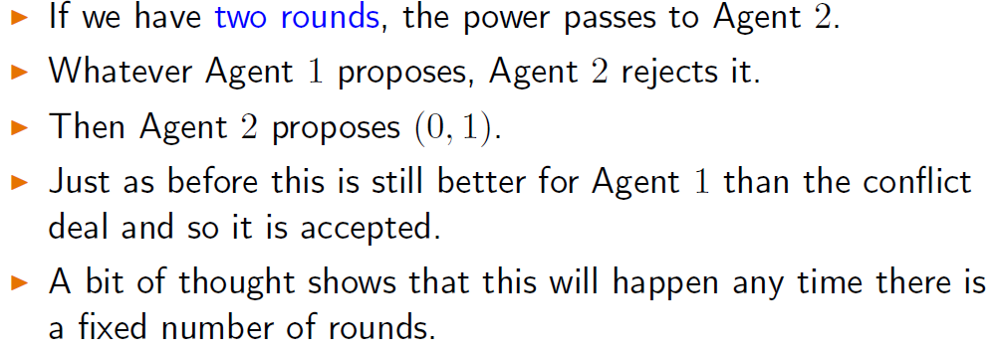 ▶ If we have two rounds, the power passes to Agent 2.
▶ Whatever Agent 1 proposes, Agent 2 rejects it.
▶ Then Agent 2 proposes (0, 1).
▶ Just as before this is still better for Agent 1 than the conflict
deal and so it is accepted.
▶ A bit of thought shows that this will happen any time there is
a fixed number of rounds.